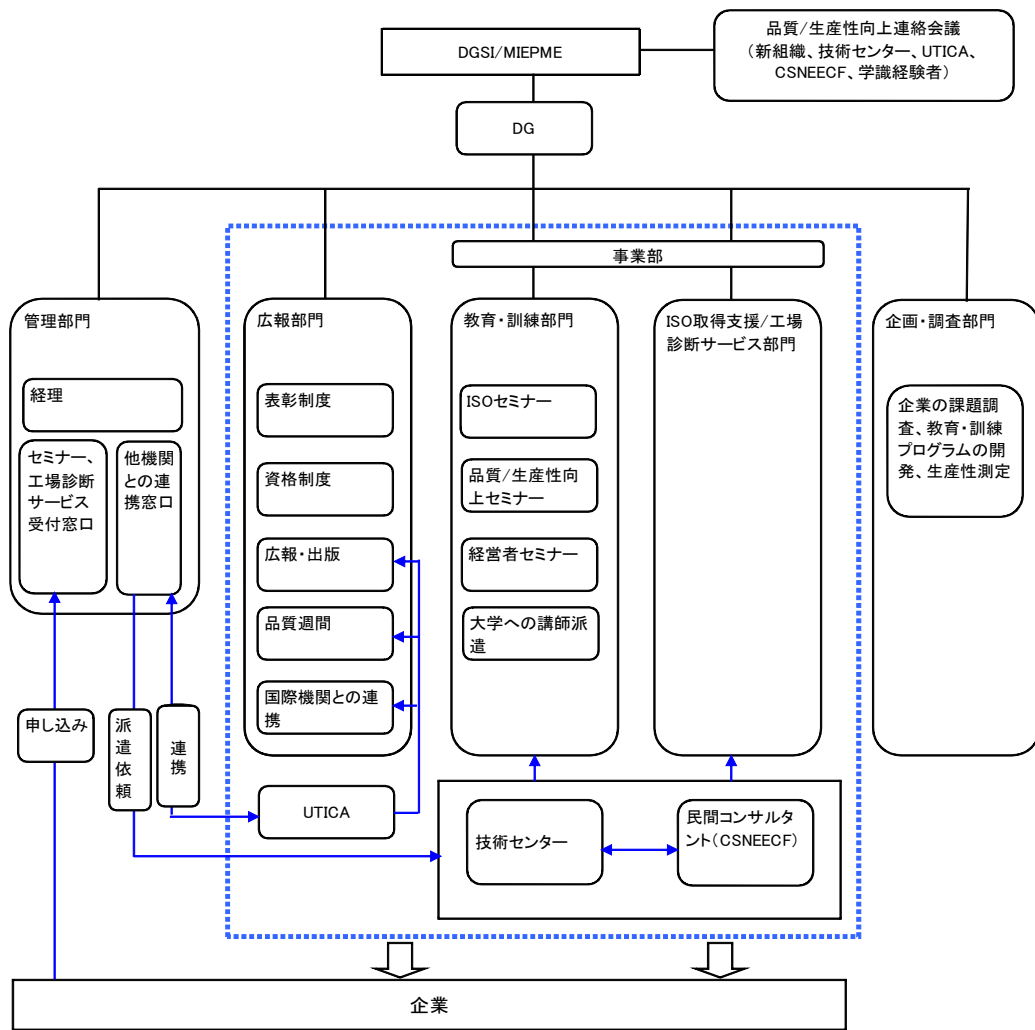 DGSI/MIEPME
品質/生産性向上連絡会議
(新組織、技術センター、UTICA、
CSNEECF、学識経験者)
DG
事業部
管理部門
経理
セミナー、
工場診断
サービス
受付窓口
他機関
との連
携窓口
広報部門
表彰制度
資格制度
広報・出版
品質週間
国際機関との連
携
教育・訓練部門
ISOセミナー
品質/生産性向
上セミナー
経営者セミナー
大学への講師派
遣
ISO取得支援/工場
診断サービス部門
企画・調査部門
企業の課題調
査、教育・訓練
プログラムの開
発、生産性測定
申し込み
派
遣
依
頼
連
携
UTICA
技術センター
民間コンサルタ
ント(CSNEECF)
企業